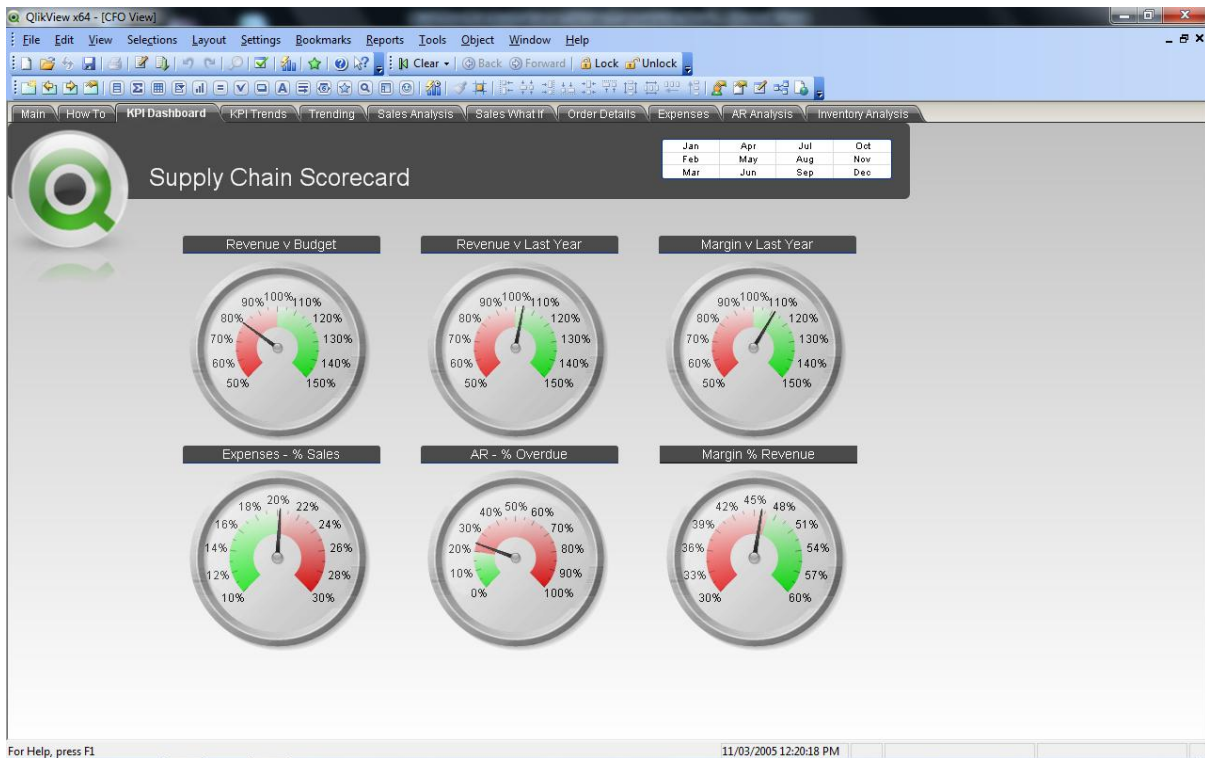 QlikView x64 - [CFO View]
File Edit View Selections Layout Settings Bookmarks Reports Tools Object Window Help
Clear Back Forward Lock Unlock
Main How To KPI Dashboard KPI Trends Trending Sales Analysis Sales What If Order Details Expenses AR Analysis Inventory Analysis
Supply Chain Scorecard
Jan Apr Jul Oct
Feb May Aug Nov
Mar Jun Sep Dec
Revenue v Budget
50% 60% 70% 80% 90% 100% 110% 120% 130% 140% 150%
Revenue v Last Year
50% 60% 70% 80% 90% 100% 110% 120% 130% 140% 150%
Margin v Last Year
50% 60% 70% 80% 90% 100% 110% 120% 130% 140% 150%
Expenses - % Sales
10% 12% 14% 16% 18% 20% 22% 24% 26% 28% 30%
AR - % Overdue
0% 10% 20% 30% 40% 50% 60% 70% 80% 90% 100%
Margin % Revenue
30% 33% 36% 39% 42% 45% 48% 51% 54% 57% 60%
For Help, press F1
11/03/2005 12:20:18 PM